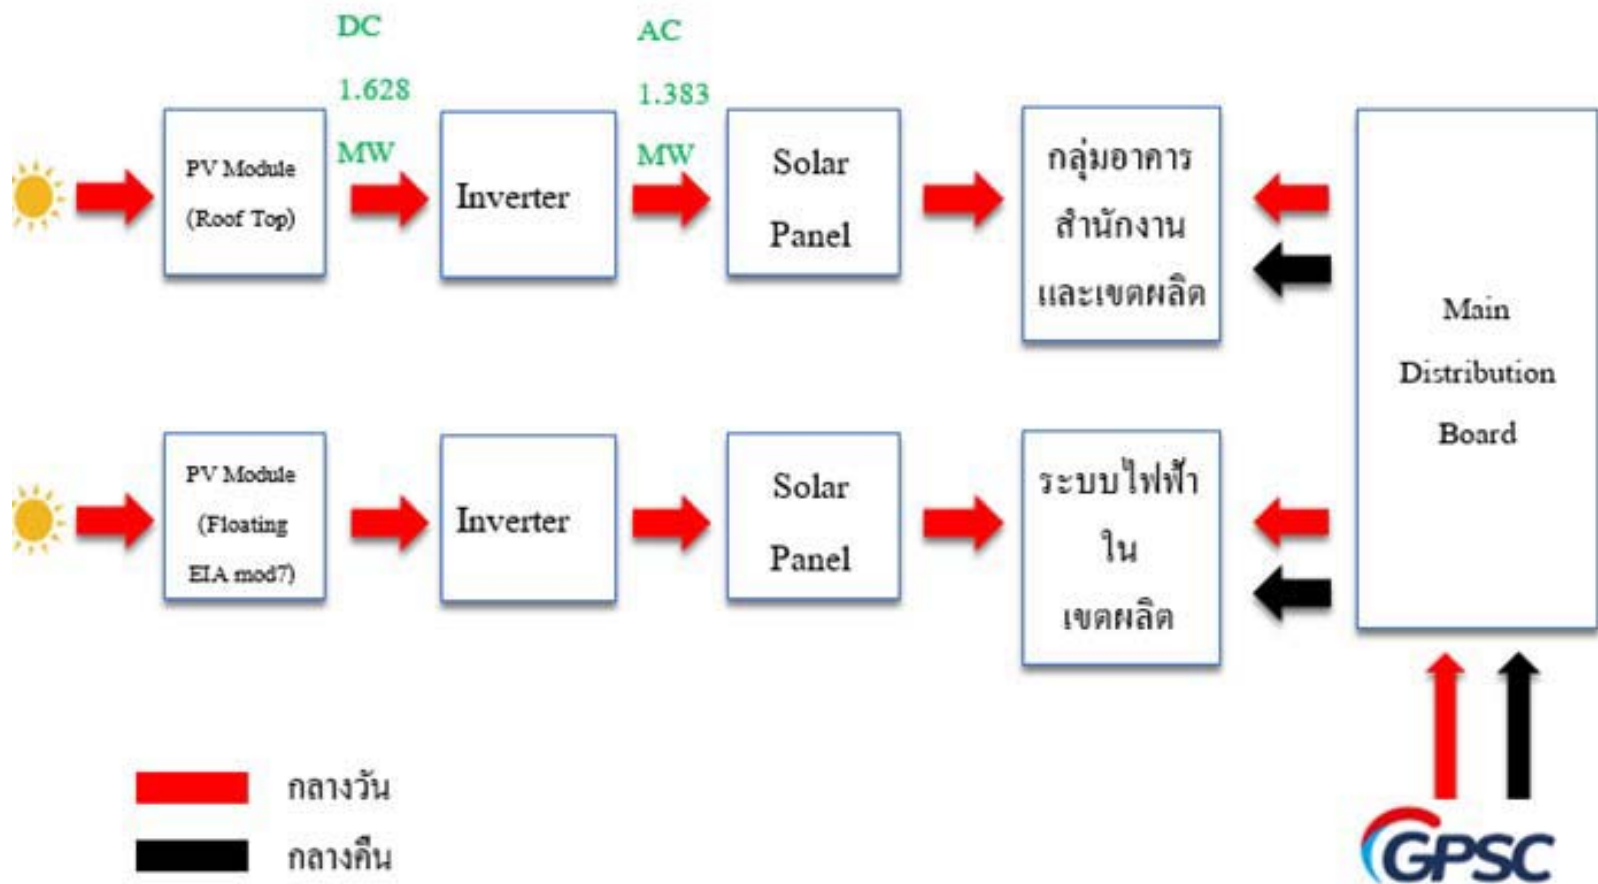 DC
1.628
MW
AC
1.383
MW
PV Module
(Roof Top)
Inverter
Solar
Panel
กลุ่มอาคาร
สำนักงาน
และเขตผลิต
Main
Distribution
Board
PV Module
(Floating
EIA mod7)
Inverter
Solar
Panel
ระบบไฟฟ้า
ใน
เขตผลิต
กลางวัน
กลางคืน
GPSC